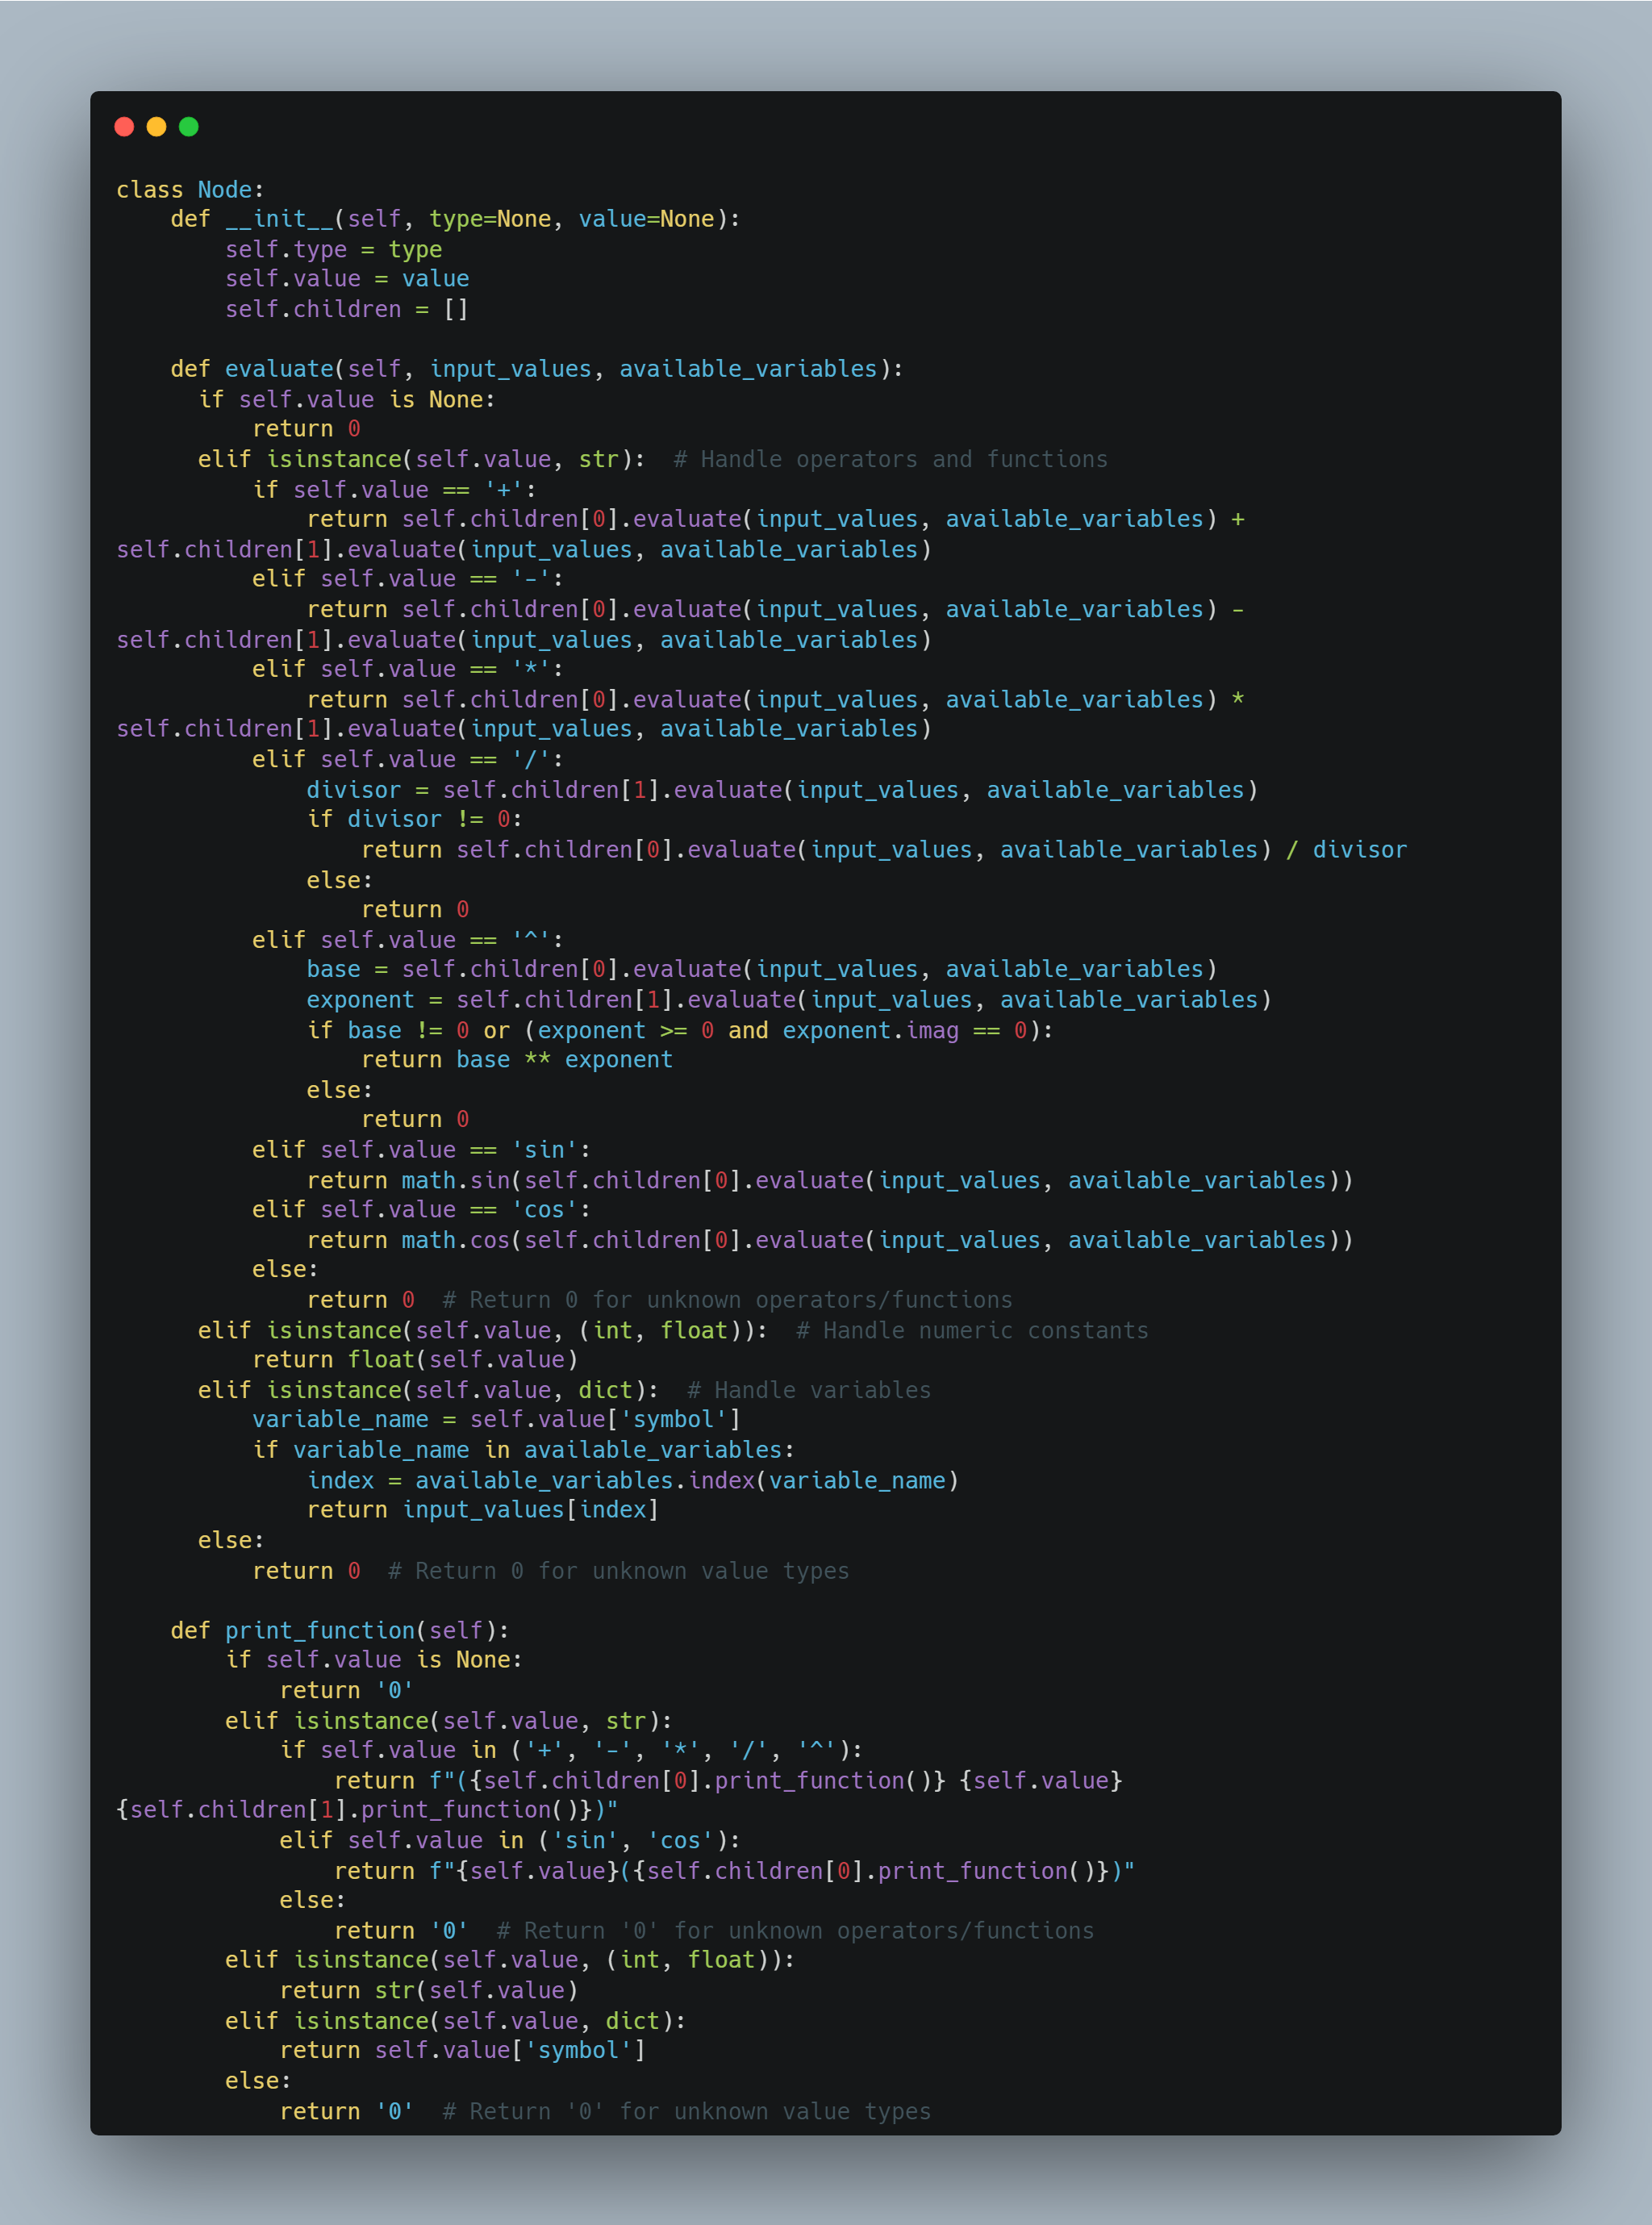 class Node:
    def __init__(self, type=None, value=None):
        self.type = type
        self.value = value
        self.children = []

    def evaluate(self, input_values, available_variables):
      if self.value is None:
          return 0
      elif isinstance(self.value, str):  # Handle operators and functions
          if self.value == '+':
              return self.children[0].evaluate(input_values, available_variables) +
self.children[1].evaluate(input_values, available_variables)
          elif self.value == '-':
              return self.children[0].evaluate(input_values, available_variables) -
self.children[1].evaluate(input_values, available_variables)
          elif self.value == '*':
              return self.children[0].evaluate(input_values, available_variables) *
self.children[1].evaluate(input_values, available_variables)
          elif self.value == '/':
              divisor = self.children[1].evaluate(input_values, available_variables)
              if divisor != 0:
                  return self.children[0].evaluate(input_values, available_variables) / divisor
              else:
                  return 0
          elif self.value == '^':
              base = self.children[0].evaluate(input_values, available_variables)
              exponent = self.children[1].evaluate(input_values, available_variables)
              if base != 0 or (exponent >= 0 and exponent.imag == 0):
                  return base ** exponent
              else:
                  return 0
          elif self.value == 'sin':
              return math.sin(self.children[0].evaluate(input_values, available_variables))
          elif self.value == 'cos':
              return math.cos(self.children[0].evaluate(input_values, available_variables))
          else:
              return 0  # Return 0 for unknown operators/functions
      elif isinstance(self.value, (int, float)):  # Handle numeric constants
          return float(self.value)
      elif isinstance(self.value, dict):  # Handle variables
          variable_name = self.value['symbol']
          if variable_name in available_variables:
              index = available_variables.index(variable_name)
              return input_values[index]
      else:
          return 0  # Return 0 for unknown value types

    def print_function(self):
        if self.value is None:
            return '0'
        elif isinstance(self.value, str):
            if self.value in ('+', '-', '*', '/', '^'):
                return f"({self.children[0].print_function()} {self.value}
{self.children[1].print_function()})"
            elif self.value in ('sin', 'cos'):
                return f"{self.value}({self.children[0].print_function()})"
            else:
                return '0'  # Return '0' for unknown operators/functions
        elif isinstance(self.value, (int, float)):
            return str(self.value)
        elif isinstance(self.value, dict):
            return self.value['symbol']
        else:
            return '0'  # Return '0' for unknown value types